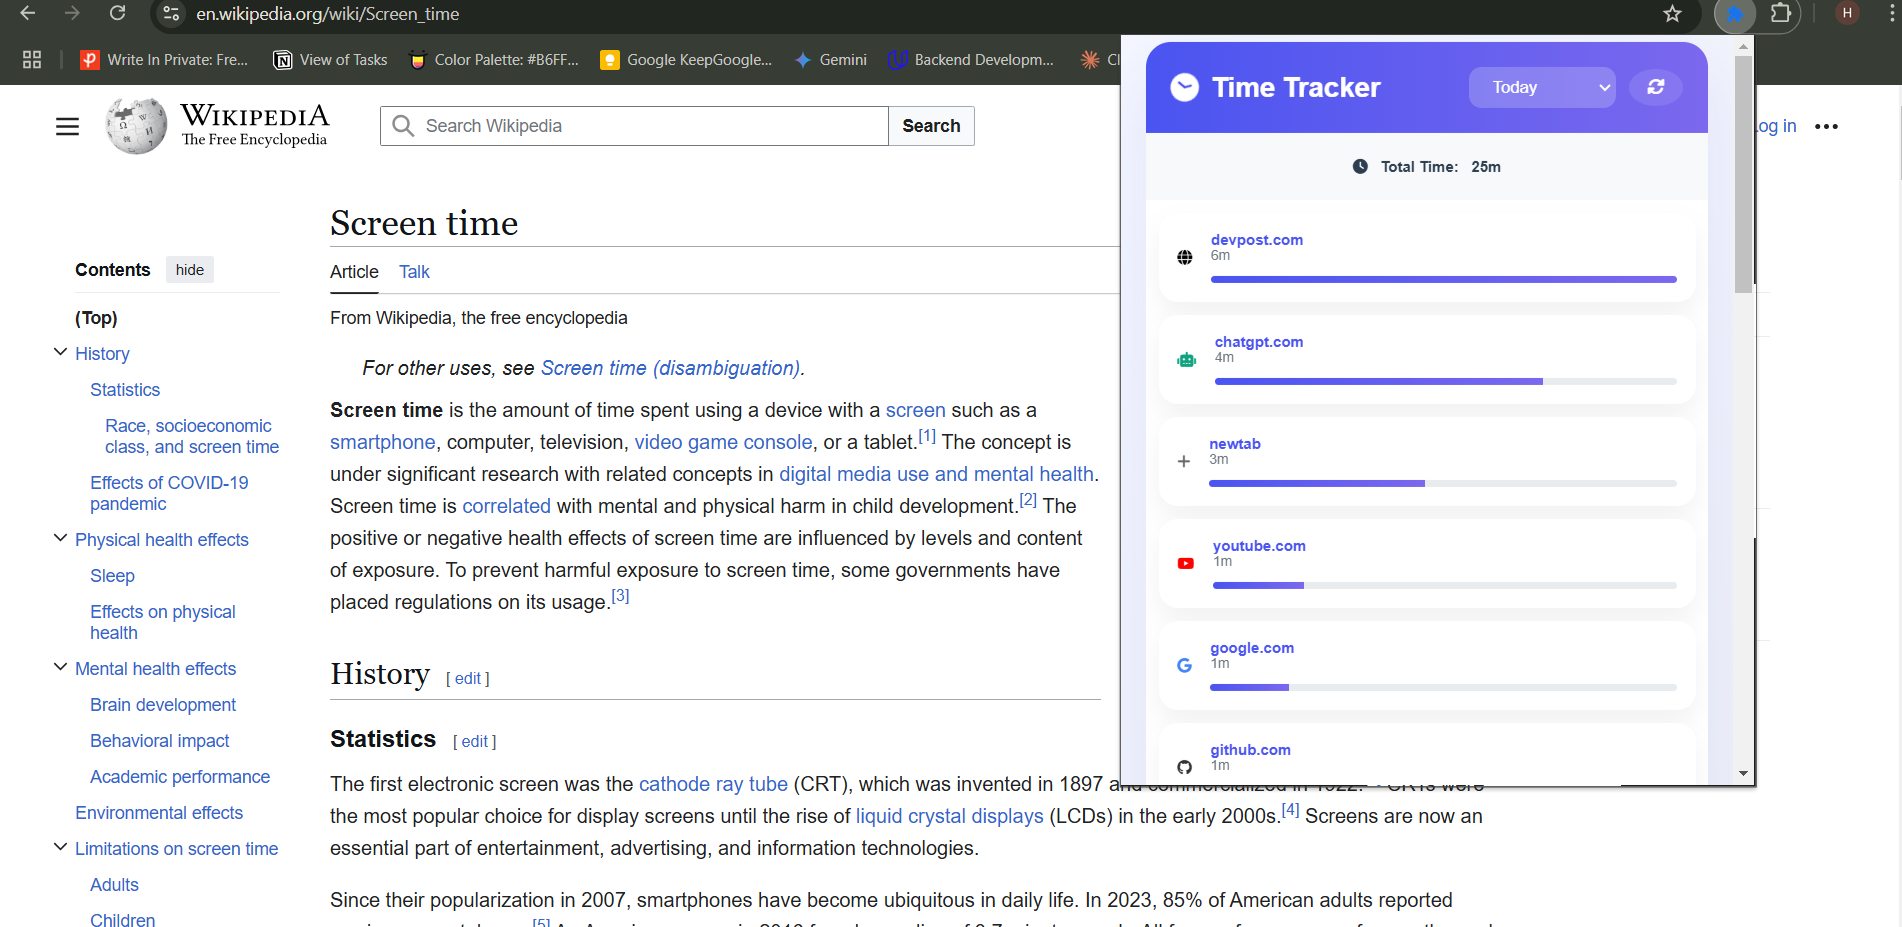 en.wikipedia.org/wiki/Screen_time
H
Write In Private: Fre...
View of Tasks
Color Palette: #B6FF...
Google KeepGoogle...
Gemini
Backend Developm...
WIKIPEDIA
The Free Encyclopedia
Search Wikipedia
Search
og in
Contents
hide
(Top)
History
Statistics
Race, socioeconomic
class, and screen time
Effects of COVID-19
pandemic
Physical health effects
Sleep
Effects on physical
health
Mental health effects
Brain development
Behavioral impact
Academic performance
Environmental effects
Limitations on screen time
Adults
Children
Screen time
Article Talk
From Wikipedia, the free encyclopedia
For other uses, see Screen time (disambiguation).
Screen time is the amount of time spent using a device with a screen such as a
smartphone, computer, television, video game console, or a tablet.[1] The concept is
under significant research with related concepts in digital media use and mental health.
Screen time is correlated with mental and physical harm in child development.[2] The
positive or negative health effects of screen time are influenced by levels and content
of exposure. To prevent harmful exposure to screen time, some governments have
placed regulations on its usage.[3]
History [ edit ]
Statistics [ edit ]
The first electronic screen was the cathode ray tube (CRT), which was invented in 1897 and commercialized in 1922. CRTs were
the most popular choice for display screens until the rise of liquid crystal displays (LCDs) in the early 2000s.[4] Screens are now an
essential part of entertainment, advertising, and information technologies.
Since their popularization in 2007, smartphones have become ubiquitous in daily life. In 2023, 85% of American adults reported
[5]
Time Tracker
Today
Total Time: 25m
devpost.com
6m
chatgpt.com
4m
newtab
3m
youtube.com
1m
google.com
1m
github.com
1m